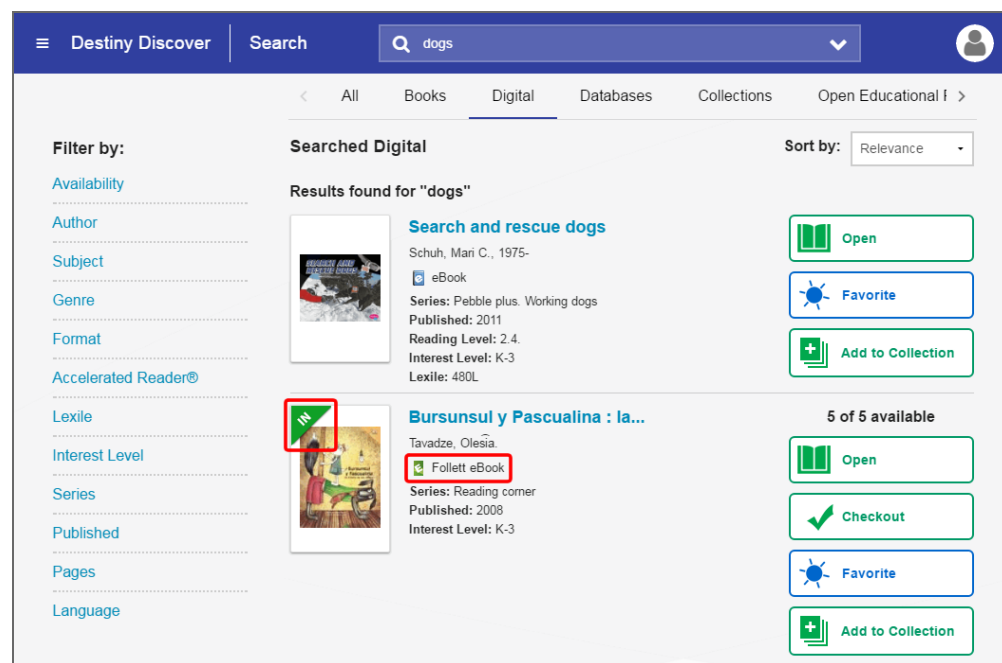 Destiny Discover Search dogs
All Books Digital Databases Collections Open Educational
Filter by:
Availability
Author
Subject
Genre
Format
Accelerated Reader®
Lexile
Interest Level
Series
Published
Pages
Language
Searched Digital
Sort by: Relevance
Results found for "dogs"
SEARCH AND
RESCUE DOGS
Search and rescue dogs
Schuh, Mari C., 1975-
eBook
Series: Pebble plus. Working dogs
Published: 2011
Reading Level: 2.4.
Interest Level: K-3
Lexile: 480L
Open
Favorite
Add to Collection
IN
Bursunsul y Pascualina : la...
Tavadze, Olesia.
Follett eBook
Series: Reading corner
Published: 2008
Interest Level: K-3
5 of 5 available
Open
Checkout
Favorite
Add to Collection